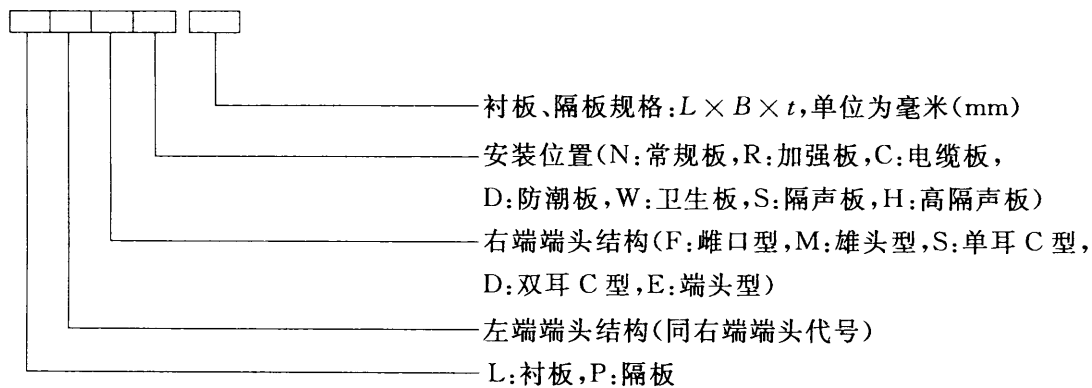 衬板、隔板规格:L×B×t,单位为毫米(mm)
安装位置(N:常规板,R:加强板,C:电缆板,
D:防潮板,W:卫生板,S:隔声板,H:高隔声板)
右端端头结构(F:雌口型,M:雄头型,S:单耳 C 型,
D:双耳 C 型,E:端头型)
左端端头结构(同右端端头代号)
L:衬板,P:隔板